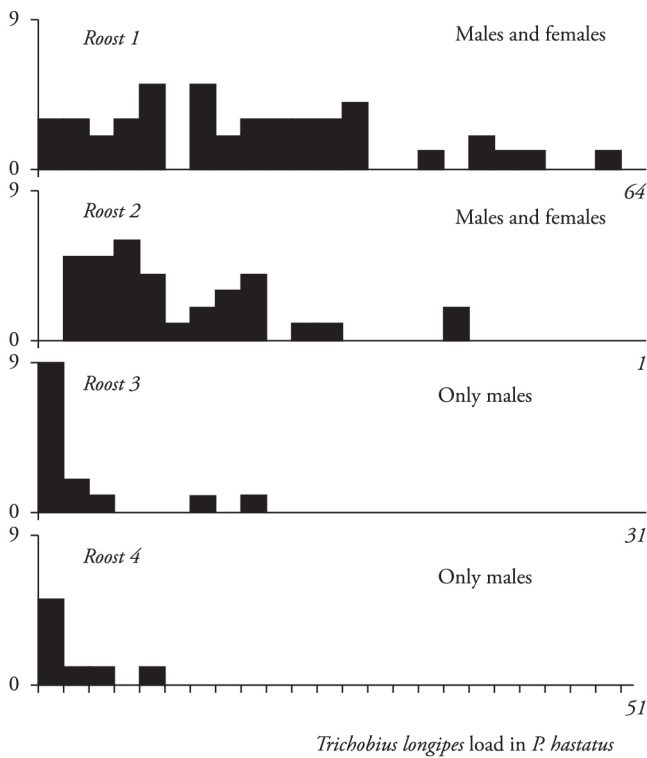 9
Roost 1
Males and females
0
64
9
Roost 2
Males and females
0
1
9
Roost 3
Only males
0
31
9
Roost 4
Only males
0
51
Trichobius longipes load in P. hastatus